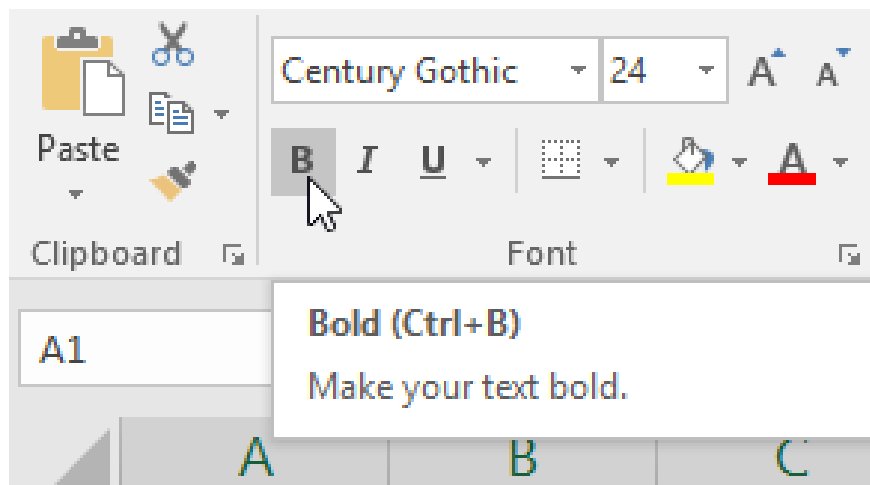 Century Gothic 24 A A
Paste
B I U A
Clipboard Font
Bold (Ctrl+B)
A1
Make your text bold.
A B C